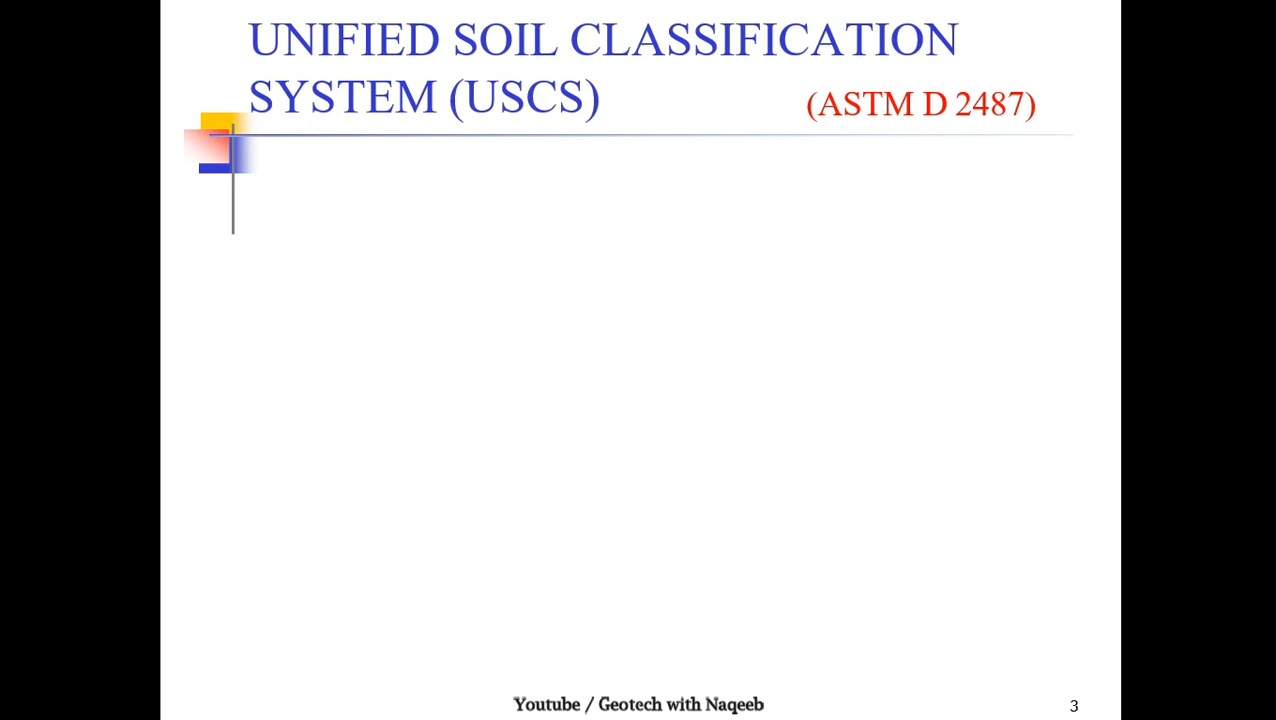 UNIFIED SOIL CLASSIFICATION
SYSTEM (USCS) (ASTM D 2487)
Youtube / Geotech with Naqeeb
3